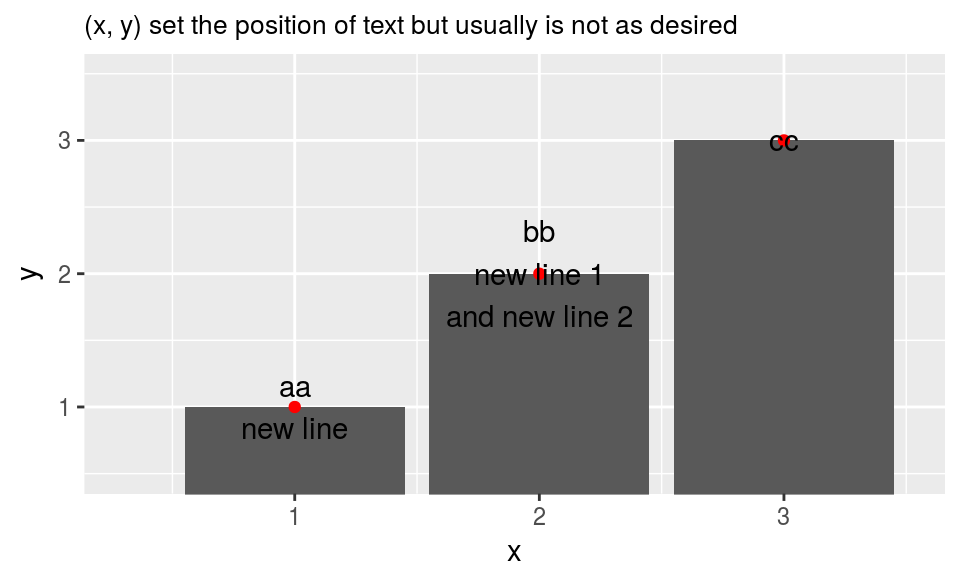 (x, y) set the position of text but usually is not as desired
y
3
2
1
cc
bb
new line 1
and new line 2
aa
new line
1
2
3
x